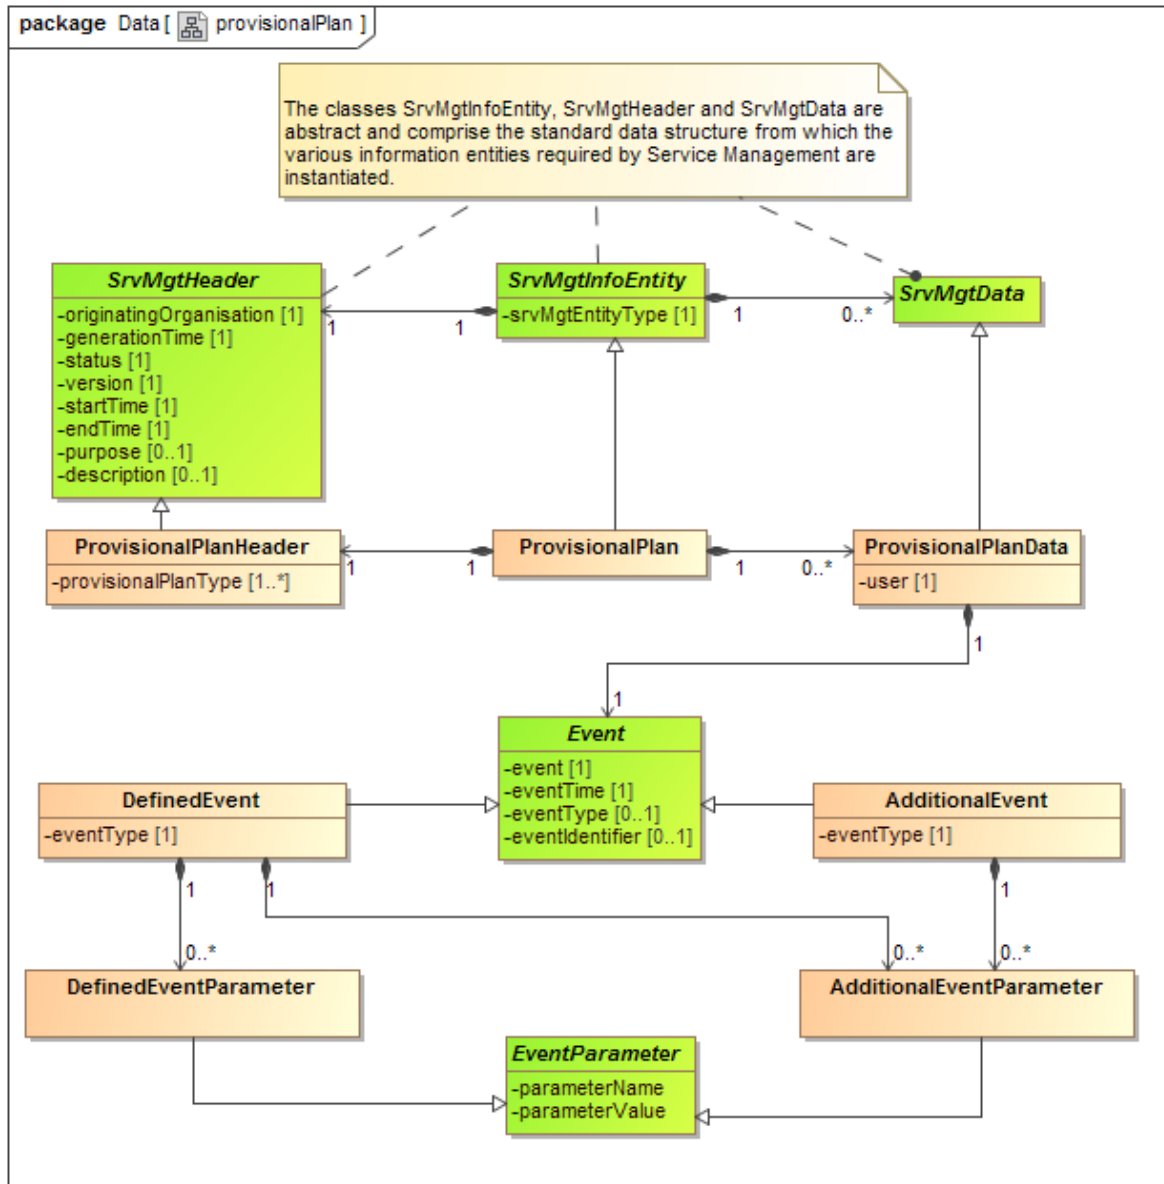 package Data [ provisionalPlan ]
The classes SrvMgtInfoEntity, SrvMgtHeader and SrvMgtData are
abstract and comprise the standard data structure from which the
various information entities required by Service Management are
instantiated.
SrvMgtHeader
-originatingOrganisation [1]
-generationTime [1]
-status [1]
-version [1]
-startTime [1]
-endTime [1]
-purpose [0..1]
-description [0..1]
1
1
SrvMgtInfoEntity
-srvMgtEntityType [1]
1
0..*
SrvMgtData
ProvisionalPlanHeader
-provisionalPlanType [1..*]
1
1
ProvisionalPlan
1
0..*
ProvisionalPlanData
-user [1]
1
1
Event
-event [1]
-eventTime [1]
-eventType [0..1]
-eventIdentifier [0..1]
DefinedEvent
-eventType [1]
AdditionalEvent
-eventType [1]
1
1
1
0..*
0..*
0..*
DefinedEventParameter
AdditionalEventParameter
EventParameter
-parameterName
-parameterValue